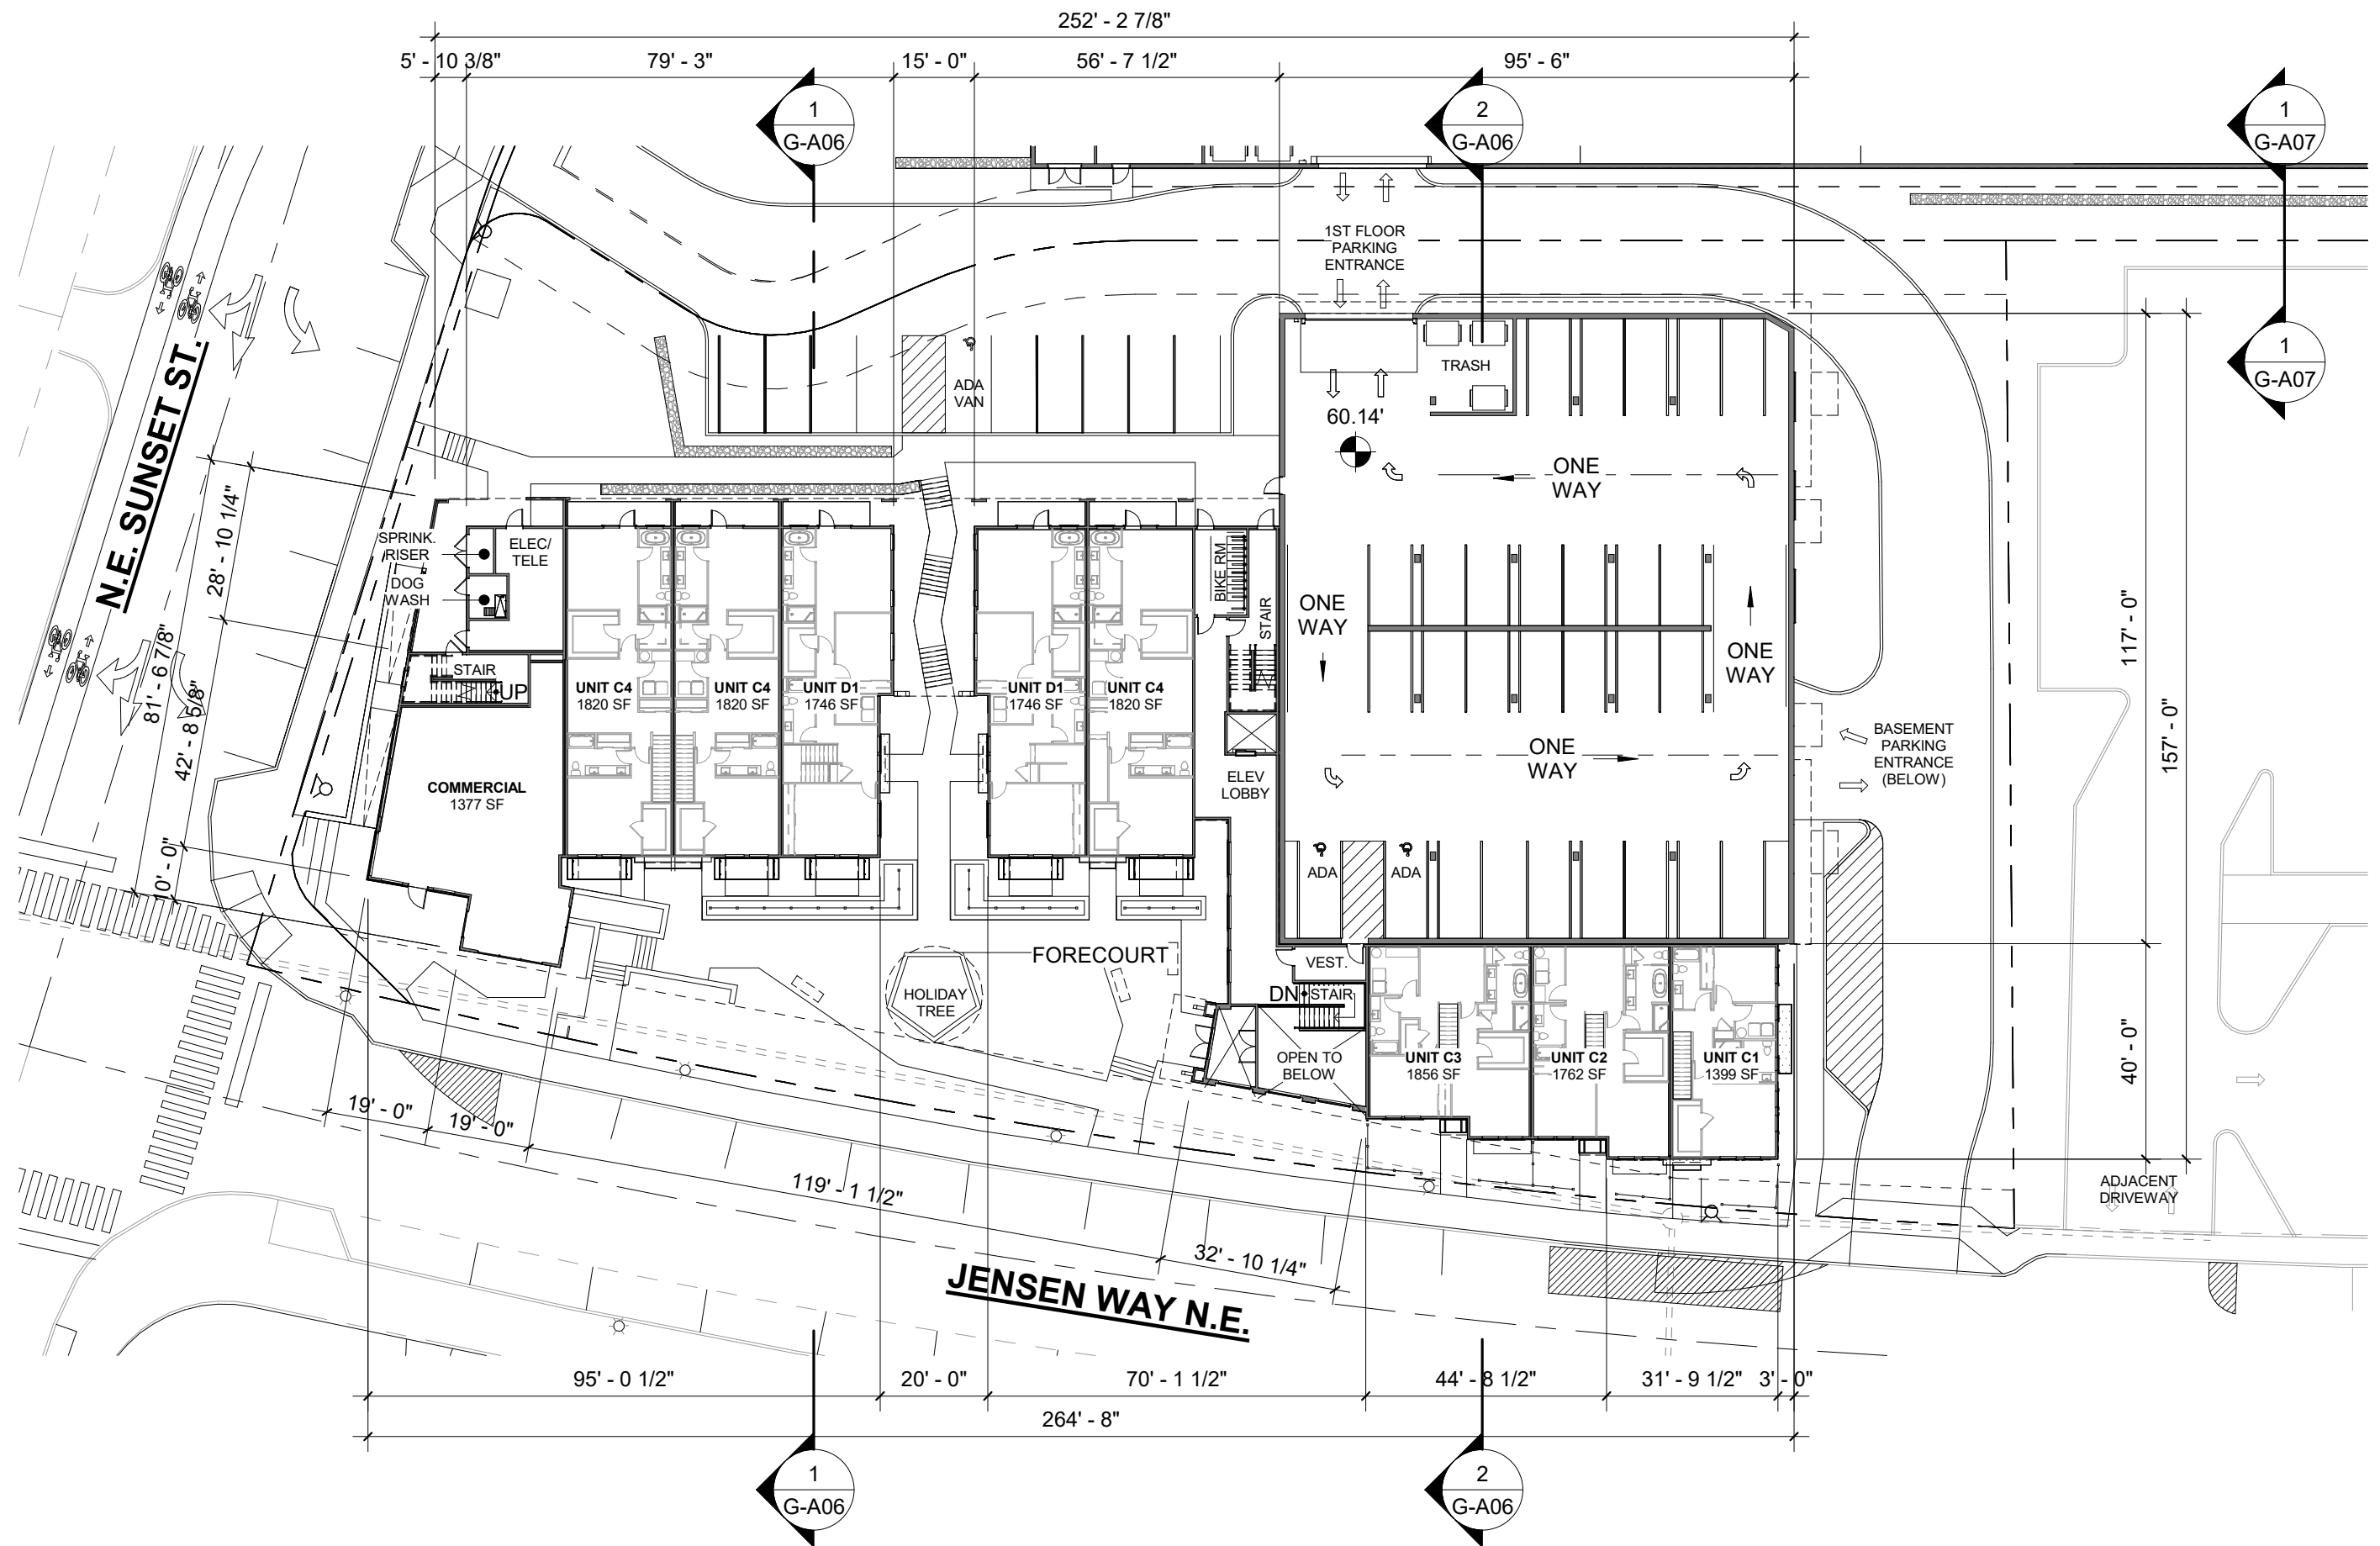 252' - 2 7/8"
5' - 10 3/8"
79' - 3"
15' - 0"
56' - 7 1/2"
95' - 6"
1
G-A06
2
G-A06
1
G-A07
1ST FLOOR
PARKING
ENTRANCE
1
G-A07
TRASH
ADA
VAN
60.14'
ONE
WAY
N.E. SUNSET ST.
28' - 10 1/4"
81' - 6 7/8"
42' - 8 5/8"
10' - 0"
SPRINK.
RISER
DOG
WASH
ELEC/
TELE
BIKE RM
STAIR
ONE
WAY
ONE
WAY
117' - 0"
157' - 0"
STAIR
UP
UNIT C4
1820 SF
UNIT C4
1820 SF
UNIT D1
1746 SF
UNIT D1
1746 SF
UNIT C4
1820 SF
ONE
WAY
BASEMENT
PARKING
ENTRANCE
(BELOW)
COMMERCIAL
1377 SF
ELEV
LOBBY
ADA
ADA
FORECOURT
VEST.
HOLIDAY
TREE
DN
STAIR
OPEN TO
BELOW
UNIT C3
1856 SF
UNIT C2
1762 SF
UNIT C1
1399 SF
40' - 0"
19' - 0"
19' - 0"
119' - 1 1/2"
32' - 10 1/4"
ADJACENT
DRIVEWAY
JENSEN WAY N.E.
95' - 0 1/2"
20' - 0"
70' - 1 1/2"
44' - 8 1/2"
31' - 9 1/2"
3' - 0"
264' - 8"
1
G-A06
2
G-A06